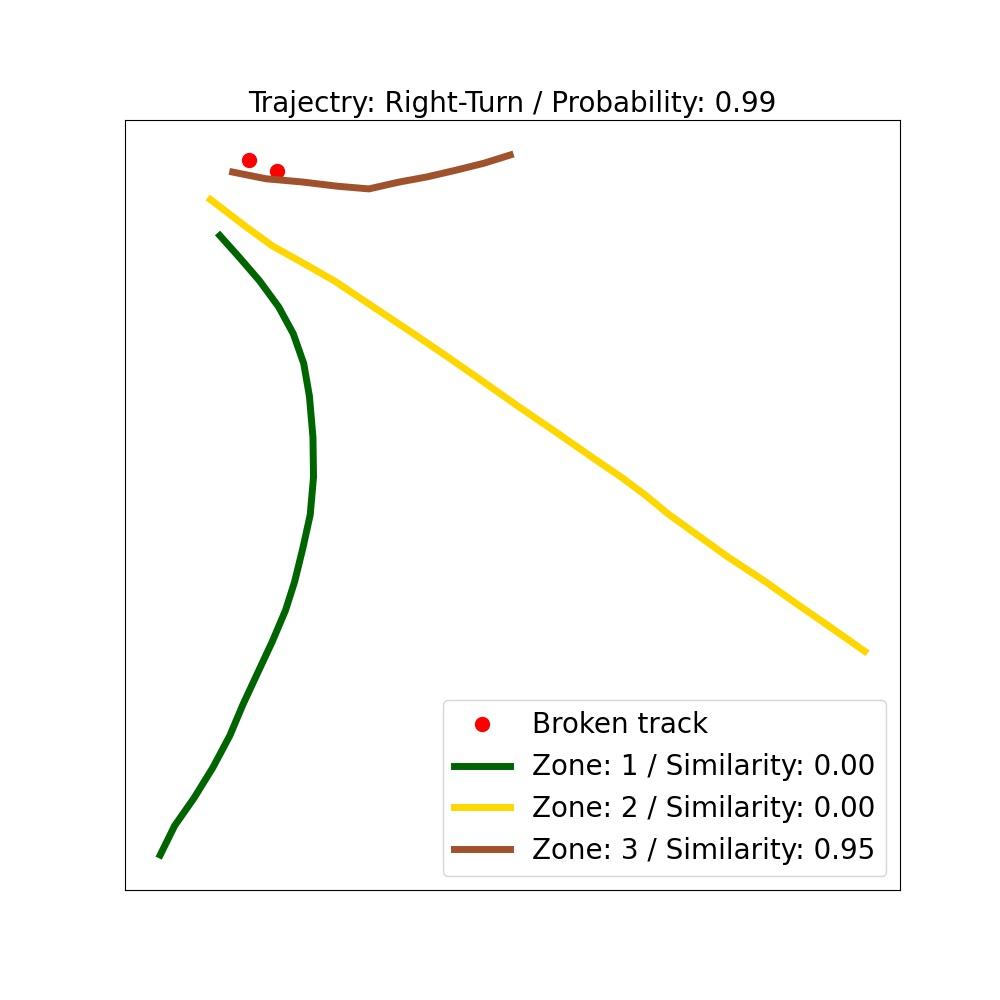 Trajectry: Right-Turn / Probability: 0.99
Broken track
Zone: 1 / Similarity: 0.00
Zone: 2 / Similarity: 0.00
Zone: 3 / Similarity: 0.95